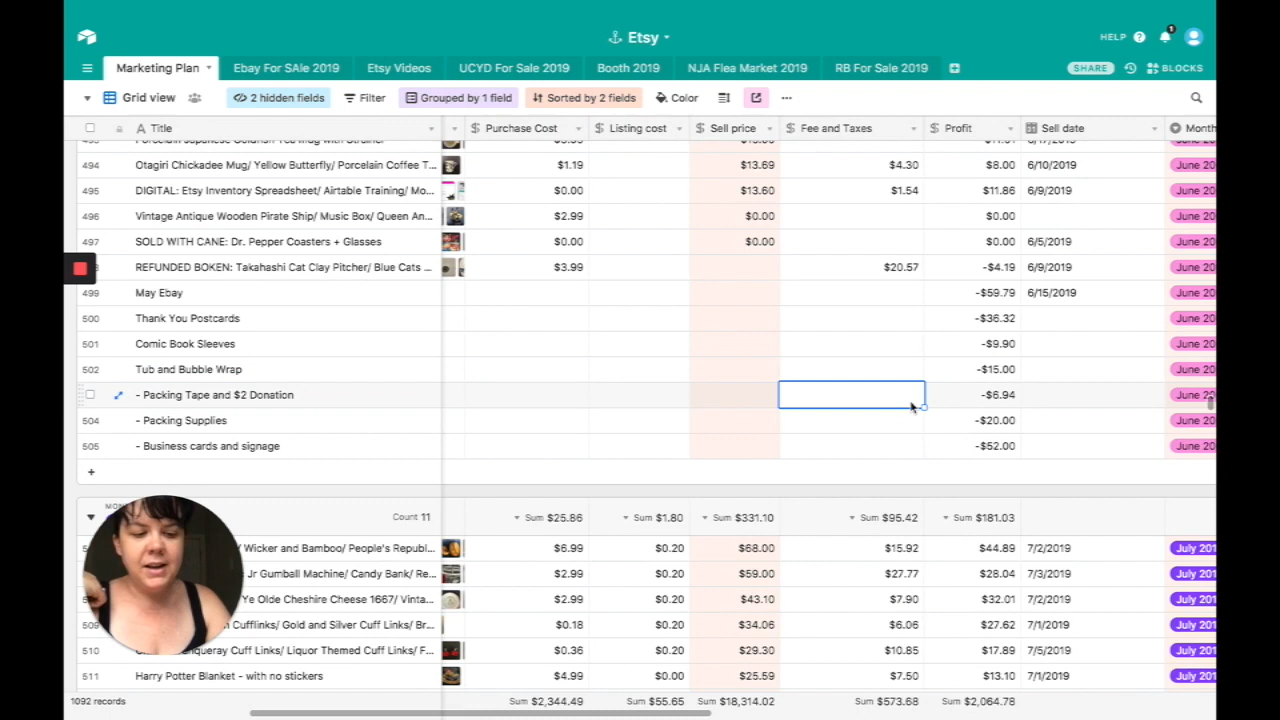 Etsy
HELP
1
Marketing Plan
Ebay For SAle 2019
Etsy Videos
UCYD For Sale 2019
Booth 2019
NJA Flea Market 2019
RB For Sale 2019
SHARE
BLOCKS
Grid view
2 hidden fields
Filter
Grouped by 1 field
Sorted by 2 fields
Color
Title Purchase Cost Listing cost Sell price Fee and Taxes Profit Sell date Month
494 Otagiri Chickadee Mug/ Yellow Butterfly/ Porcelain Coffee T... $1.19 $13.69 $4.30 $8.00 6/10/2019 June 20
495 DIGITAL: Etsy Inventory Spreadsheet/ Airtable Training/ Mo... $0.00 $13.60 $1.54 $11.86 6/9/2019 June 20
496 Vintage Antique Wooden Pirate Ship/ Music Box/ Queen An... $2.99 $0.00 $0.00 June 20
497 SOLD WITH CANE: Dr. Pepper Coasters + Glasses $0.00 $0.00 $0.00 6/5/2019 June 20
REFUNDED BOKEN: Takahashi Cat Clay Pitcher/ Blue Cats ... $3.99 $20.57 -$4.19 6/9/2019 June 20
499 May Ebay -$59.79 6/15/2019 June 20
500 Thank You Postcards -$36.32 June 20
501 Comic Book Sleeves -$9.90 June 20
502 Tub and Bubble Wrap -$15.00 June 20
- Packing Tape and $2 Donation -$6.94 June 20
504 - Packing Supplies -$20.00 June 20
505 - Business cards and signage -$52.00 June 20
+
Count 11 Sum $25.86 Sum $1.80 Sum $331.10 Sum $95.42 Sum $181.03
/ Wicker and Bamboo/ People's Republ... $6.99 $0.20 $68.00 $15.92 $44.89 7/2/2019 July 201
Jr Gumball Machine/ Candy Bank/ Re... $2.99 $0.20 $59.00 $27.77 $28.04 7/3/2019 July 201
Ye Olde Cheshire Cheese 1667/ Vinta... $2.99 $0.20 $43.10 $7.90 $32.01 7/2/2019 July 201
509 Cufflinks/ Gold and Silver Cuff Links/ Br... $0.18 $0.20 $34.06 $6.06 $27.62 7/1/2019 July 201
510 Cuff Links/ Liquor Themed Cuff Links/ F... $0.36 $0.20 $29.30 $10.85 $17.89 7/5/2019 July 201
511 Harry Potter Blanket - with no stickers $4.99 $0.00 $25.59 $7.50 $13.10 7/1/2019 July 201
1092 records Sum $2,344.49 Sum $55.65 Sum $18,314.02 Sum $573.68 Sum $2,064.78